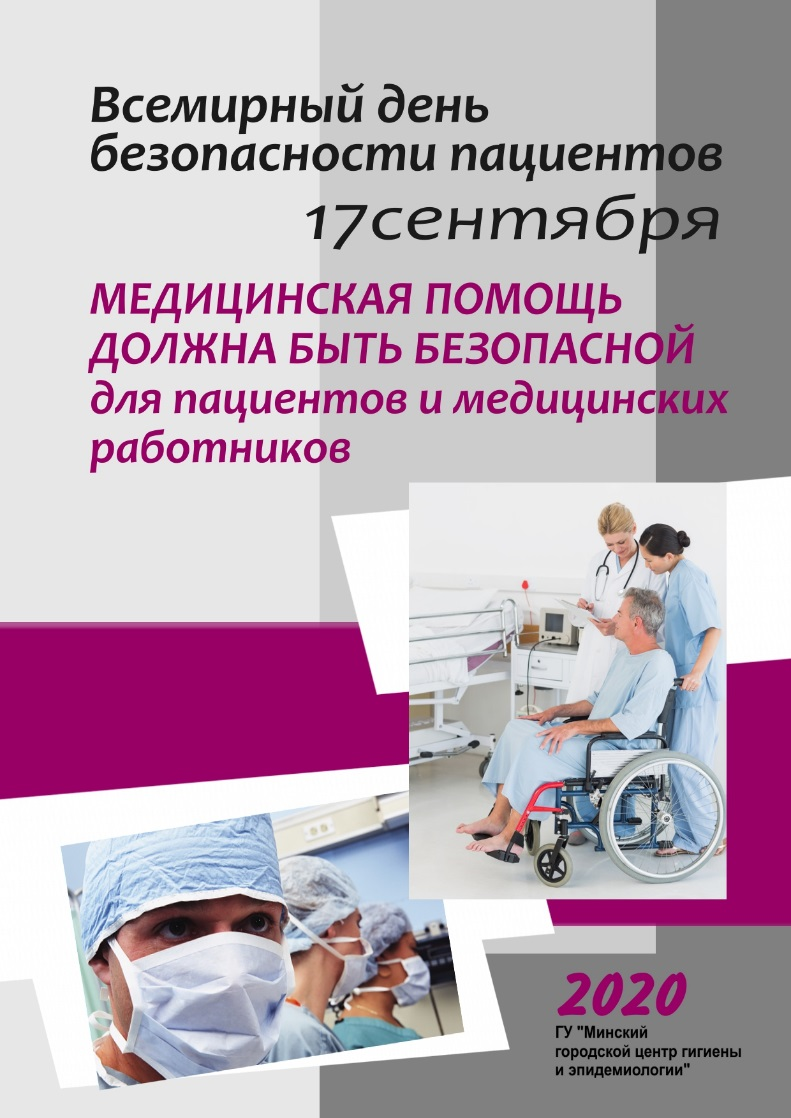 Всемирный день
безопасности пациентов
17сентября
МЕДИЦИНСКАЯ ПОМОЩЬ
ДОЛЖНА БЫТЬ БЕЗОПАСНОЙ
для пациентов и медицинских
работников
2020
ГУ "Минский
городской центр гигиены
и эпидемиологии"